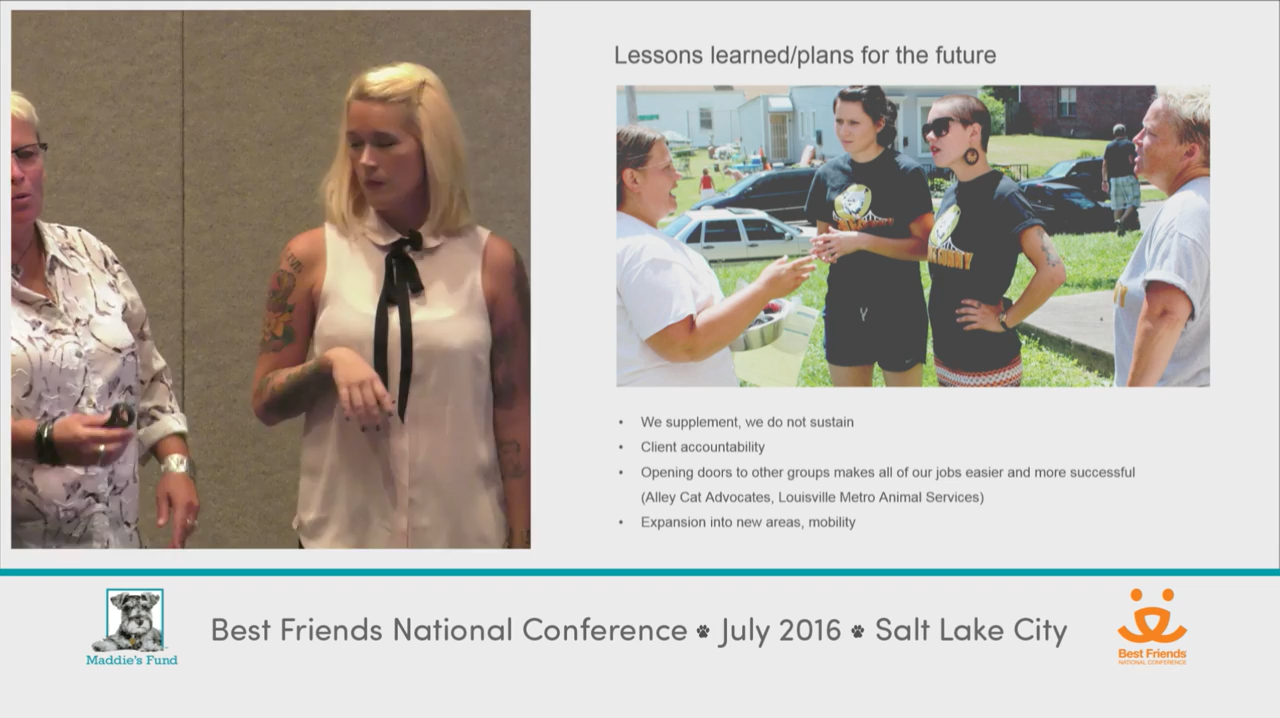 Lessons learned/plans for the future
• We supplement, we do not sustain
• Client accountability
• Opening doors to other groups makes all of our jobs easier and more successful
(Alley Cat Advocates, Louisville Metro Animal Services)
• Expansion into new areas, mobility
Maddie's Fund
Best Friends National Conference July 2016 Salt Lake City
Best Friends
NATIONAL CONFERENCE